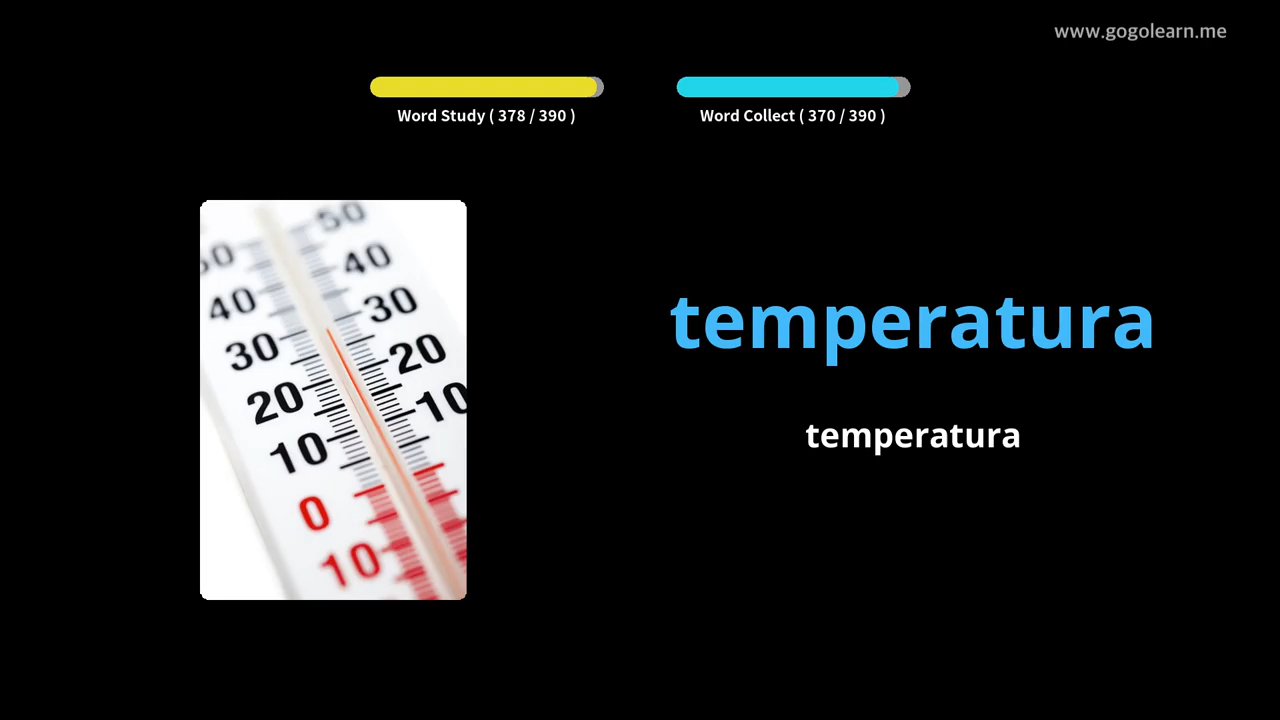 www.gogolearn.me
Word Study ( 378 / 390 )
Word Collect ( 370 / 390 )
50
40 40
30 30
20 20
10 10
0
10
temperatura
temperatura